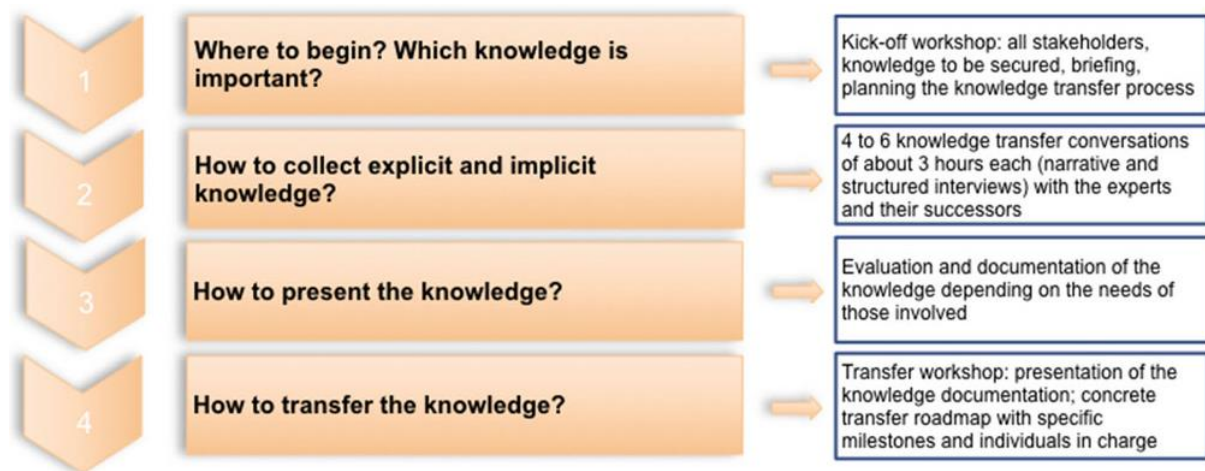 1
Where to begin? Which knowledge is
important?
Kick-off workshop: all stakeholders,
knowledge to be secured, briefing,
planning the knowledge transfer process
2
How to collect explicit and implicit
knowledge?
4 to 6 knowledge transfer conversations
of about 3 hours each (narrative and
structured interviews) with the experts
and their successors
3
How to present the knowledge?
Evaluation and documentation of the
knowledge depending on the needs of
those involved
4
How to transfer the knowledge?
Transfer workshop: presentation of the
knowledge documentation; concrete
transfer roadmap with specific
milestones and individuals in charge